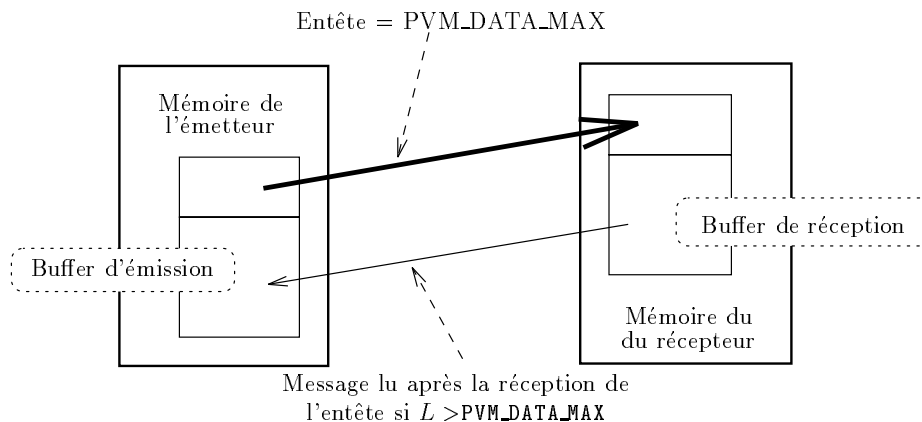 Entête = PVM_DATA_MAX
Mémoire de
l'émetteur
Buffer de réception
Buffer d'émission
Mémoire du
du récepteur
Message lu après la réception de
l'entête si L >PVM_DATA_MAX